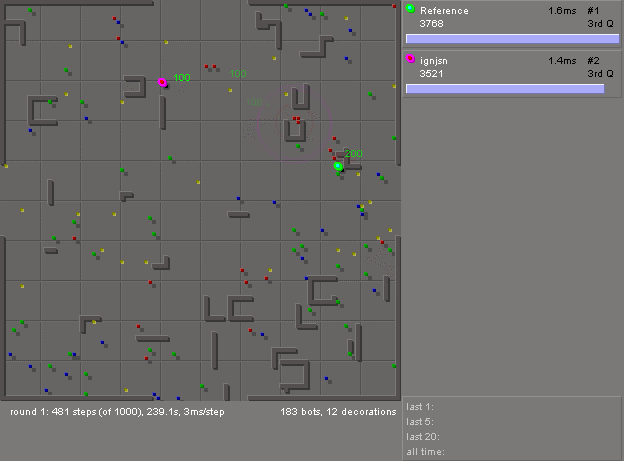 Reference 1.6ms #1
3768 3rd Q
ignjsn 1.4ms #2
3521 3rd Q
100
100
200
round 1: 481 steps (of 1000), 239.1s, 3ms/step
183 bots, 12 decorations
last 1:
last 5:
last 20:
all time: